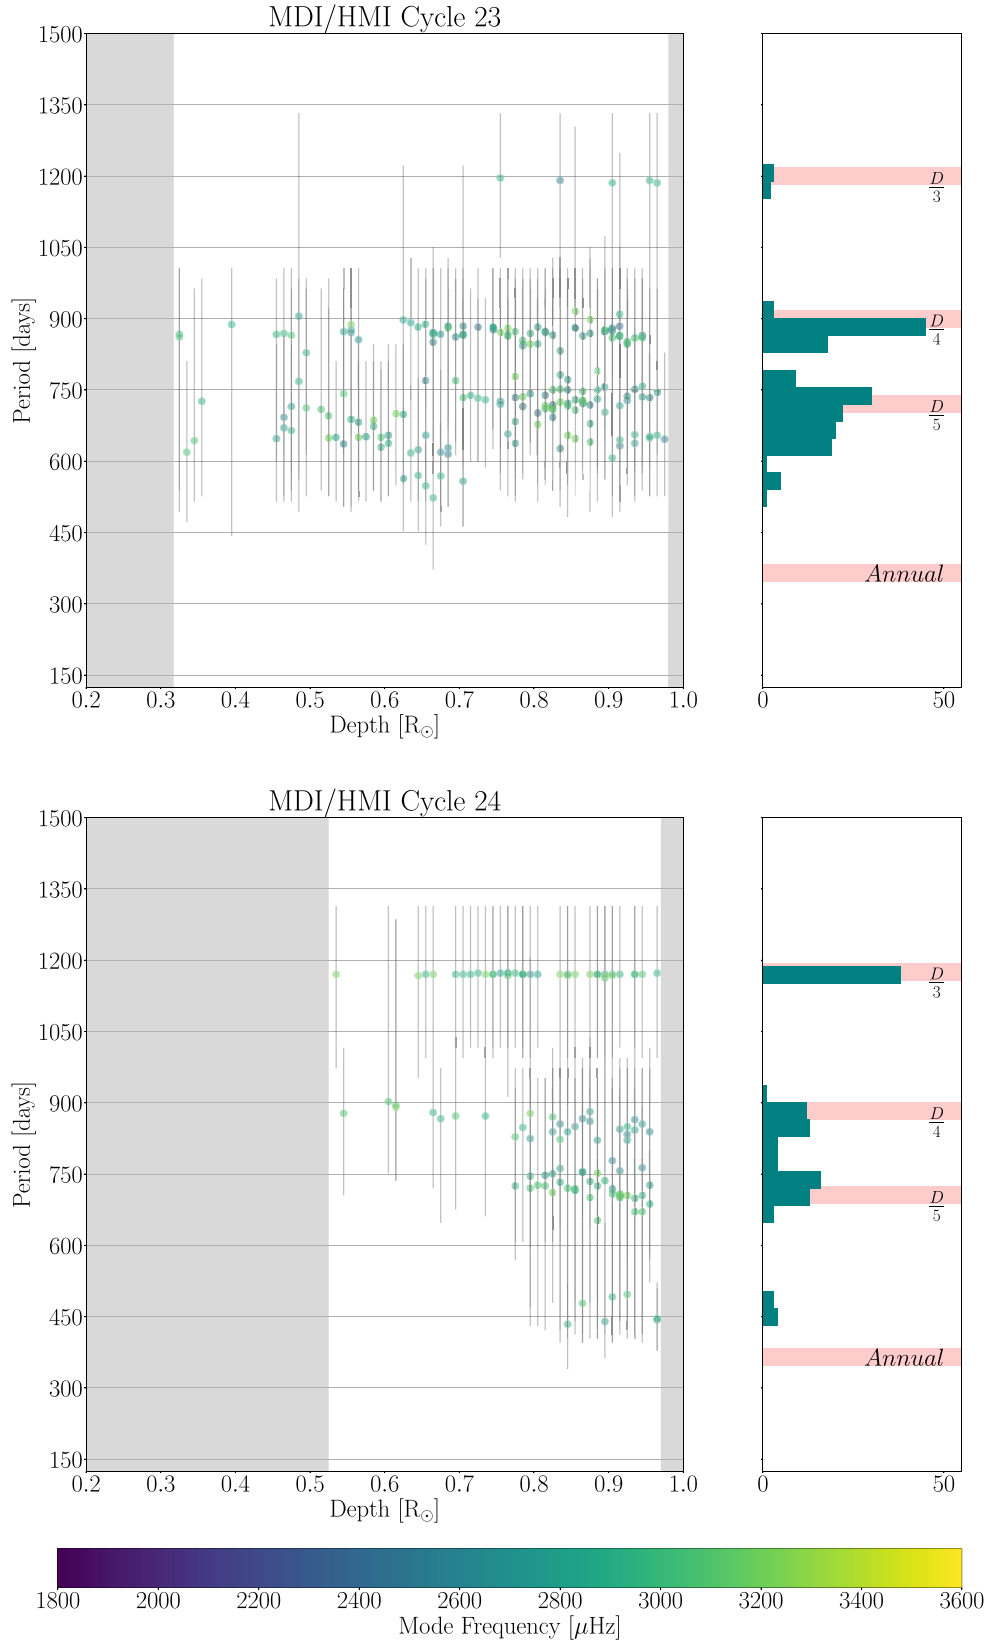 MDI/HMI Cycle 23
1500
1350
1200
1050
900
750
600
450
300
150
Period [days]
0.2 0.3 0.4 0.5 0.6 0.7 0.8 0.9 1.0
Depth [R☉]
D/3
D/4
D/5
Annual
0 50
MDI/HMI Cycle 24
1500
1350
1200
1050
900
750
600
450
300
150
Period [days]
0.2 0.3 0.4 0.5 0.6 0.7 0.8 0.9 1.0
Depth [R☉]
D/3
D/4
D/5
Annual
0 50
1800 2000 2200 2400 2600 2800 3000 3200 3400 3600
Mode Frequency [μHz]